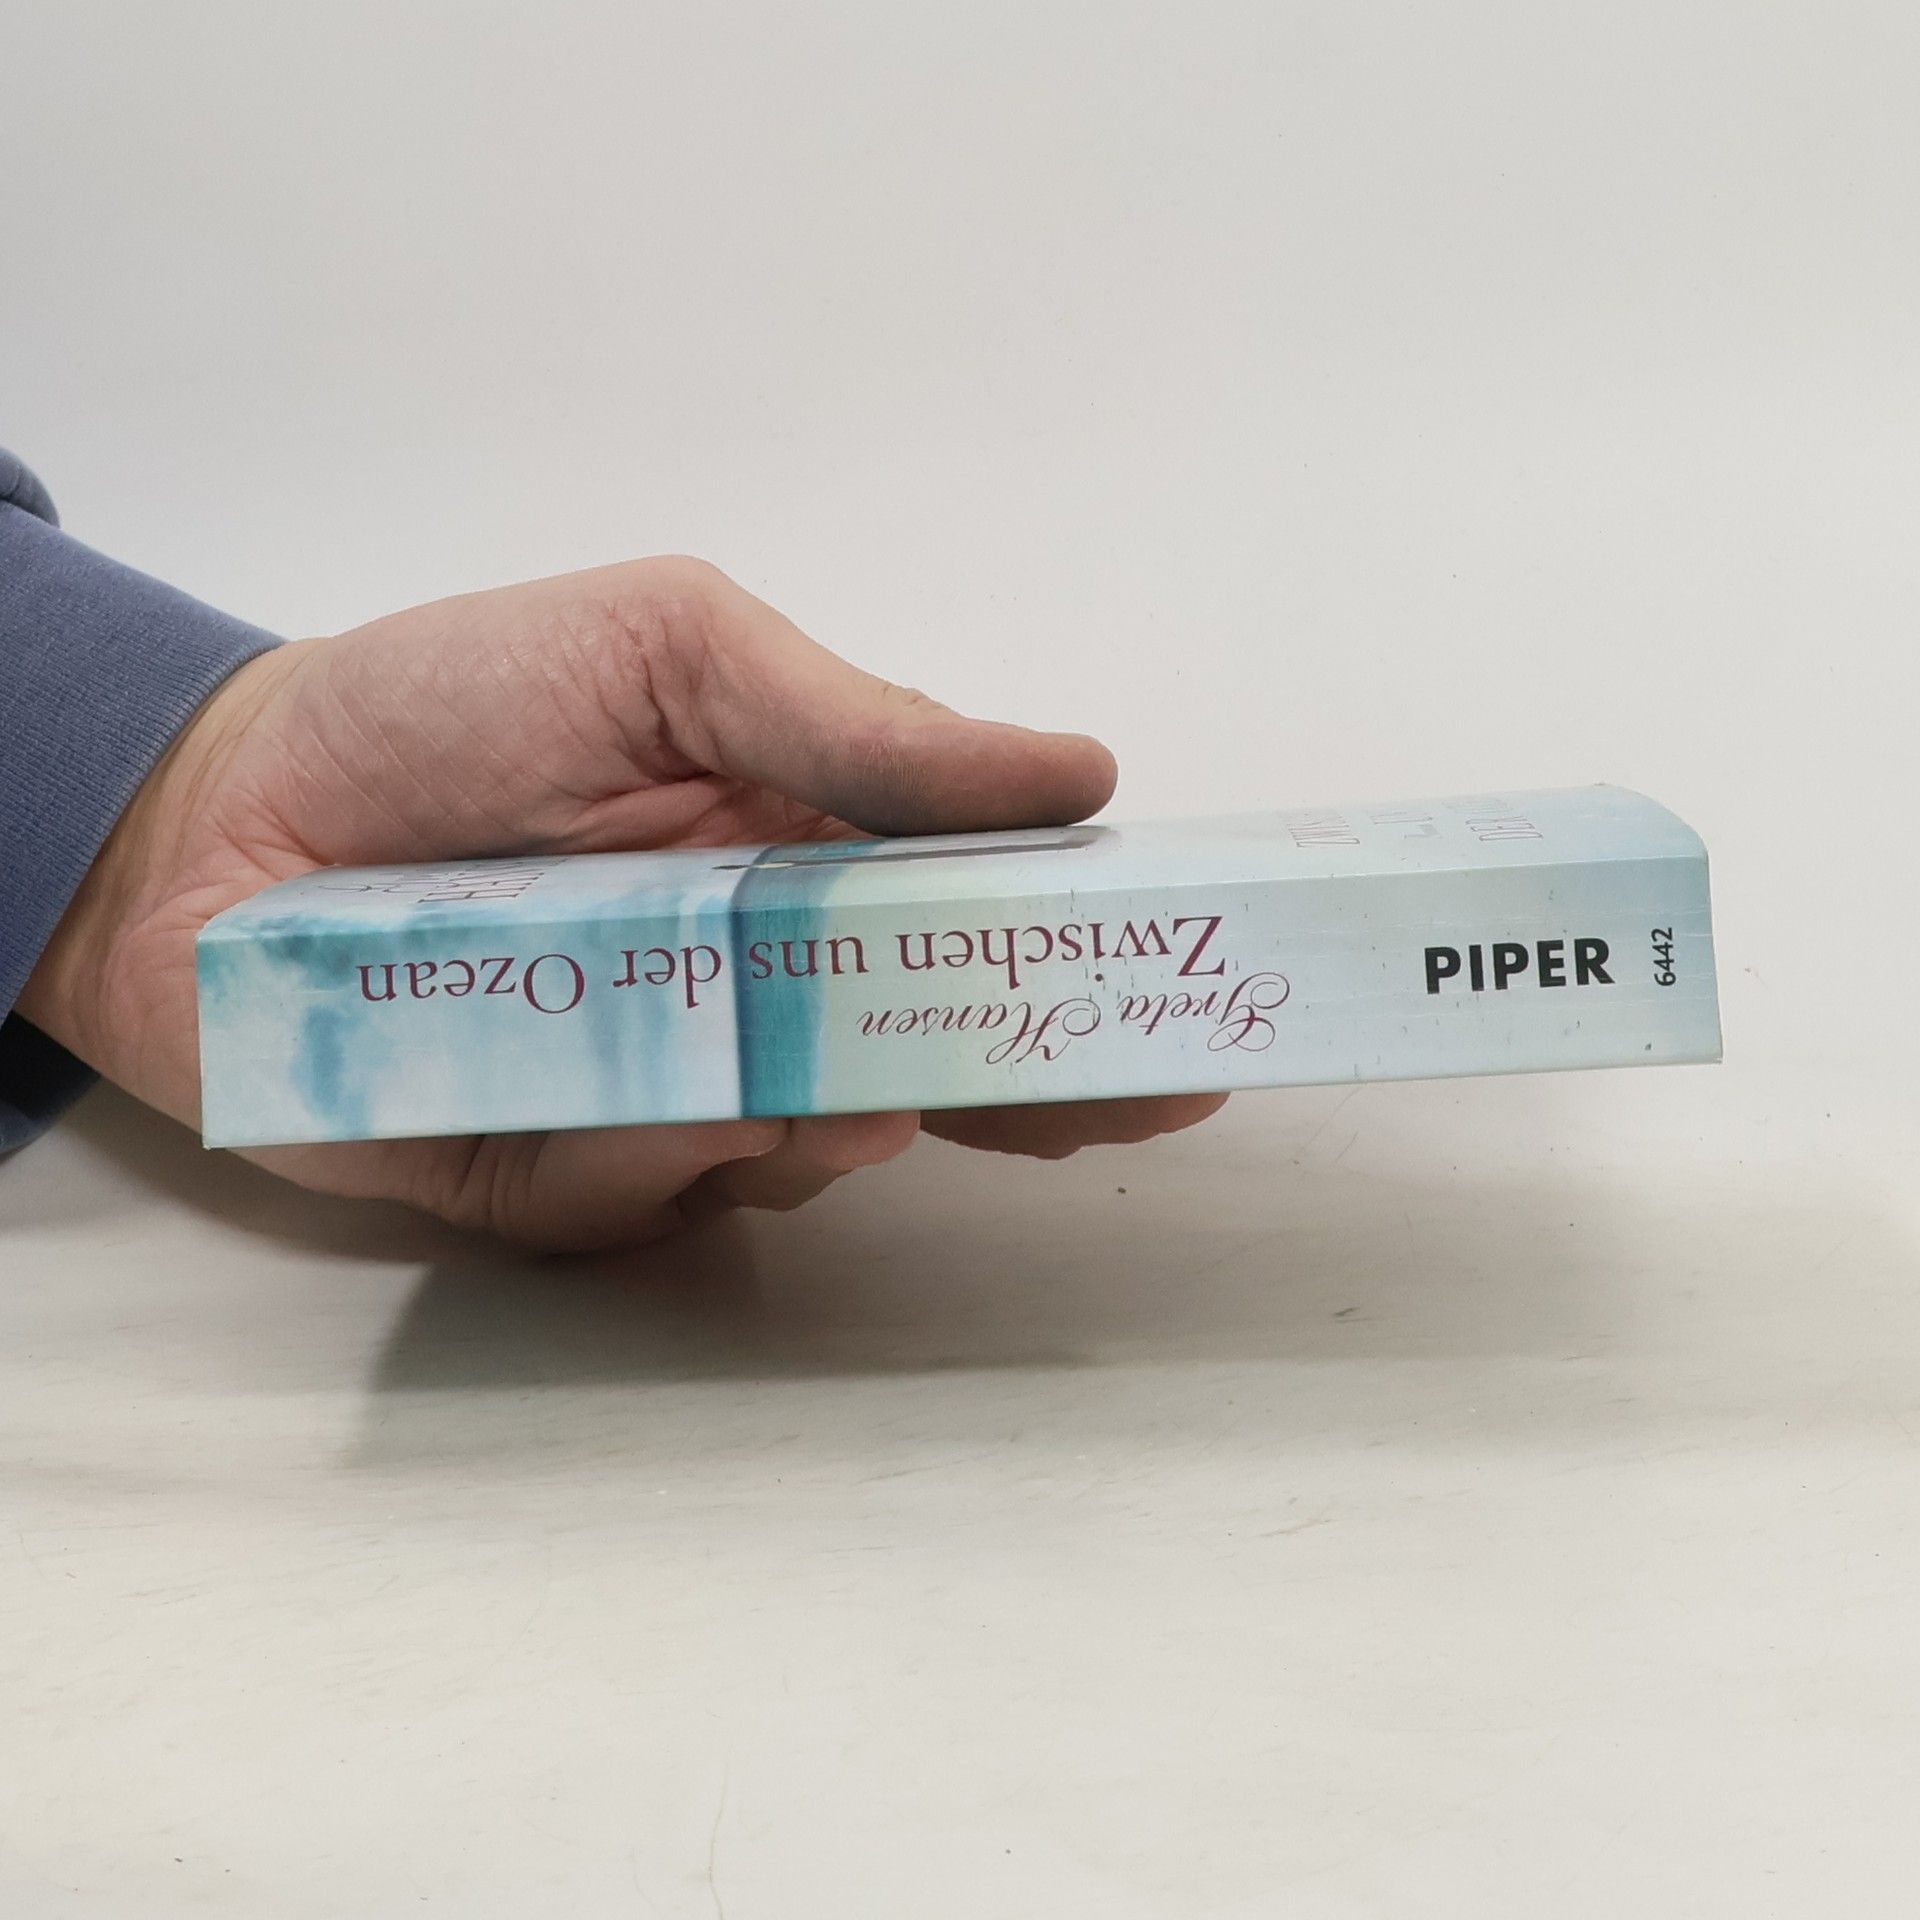 Greta Hansen
Zwischen uns der Ozean
PIPER
6442